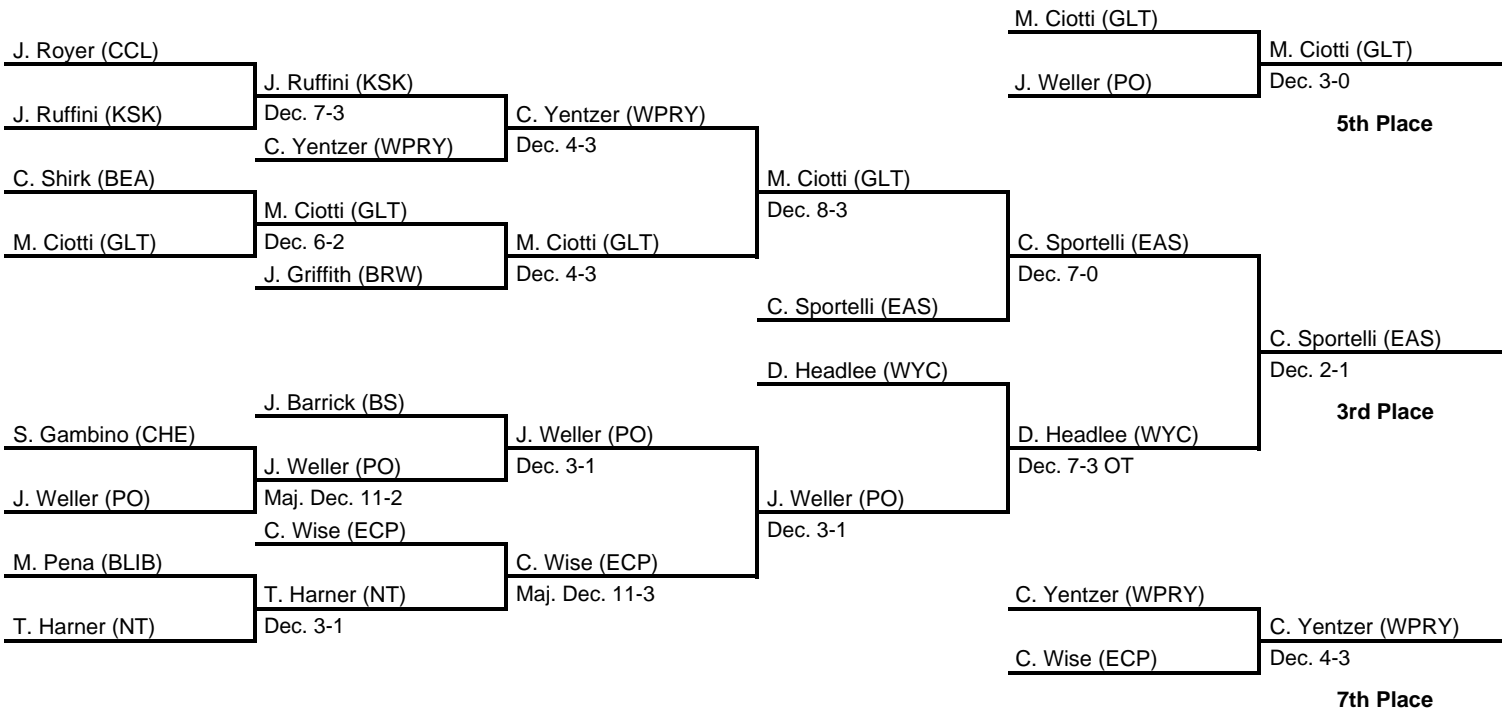 J. Royer (CCL)
J. Ruffini (KSK)
C. Shirk (BEA)
M. Ciotti (GLT)
S. Gambino (CHE)
J. Weller (PO)
M. Pena (BLIB)
T. Harner (NT)
J. Ruffini (KSK)
Dec. 7-3
C. Yentzer (WPRY)
M. Ciotti (GLT)
Dec. 6-2
J. Griffith (BRW)
J. Barrick (BS)
J. Weller (PO)
Maj. Dec. 11-2
C. Wise (ECP)
T. Harner (NT)
Dec. 3-1
C. Yentzer (WPRY)
Dec. 4-3
M. Ciotti (GLT)
Dec. 4-3
J. Weller (PO)
Dec. 3-1
C. Wise (ECP)
Maj. Dec. 11-3
M. Ciotti (GLT)
Dec. 8-3
C. Sportelli (EAS)
D. Headlee (WYC)
J. Weller (PO)
Dec. 3-1
C. Sportelli (EAS)
Dec. 7-0
D. Headlee (WYC)
Dec. 7-3 OT
C. Sportelli (EAS)
Dec. 2-1
3rd Place
M. Ciotti (GLT)
J. Weller (PO)
M. Ciotti (GLT)
Dec. 3-0
5th Place
C. Yentzer (WPRY)
C. Wise (ECP)
C. Yentzer (WPRY)
Dec. 4-3
7th Place